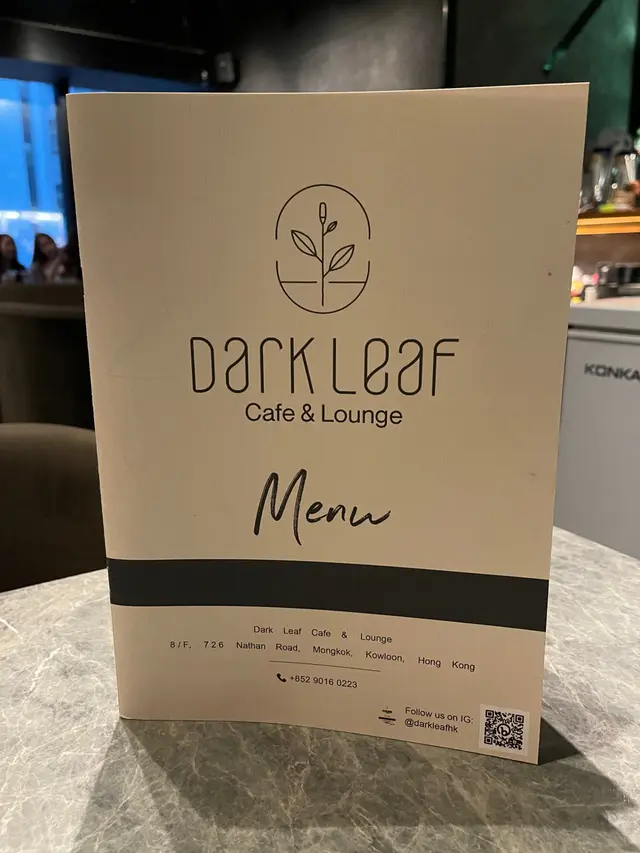 Dark Leaf
Cafe & Lounge
Menu
Dark Leaf Cafe & Lounge
8/F, 726 Nathan Road, Mongkok, Kowloon, Hong Kong
+852 9016 0223
Follow us on IG:
@darkleafhk
KONKA